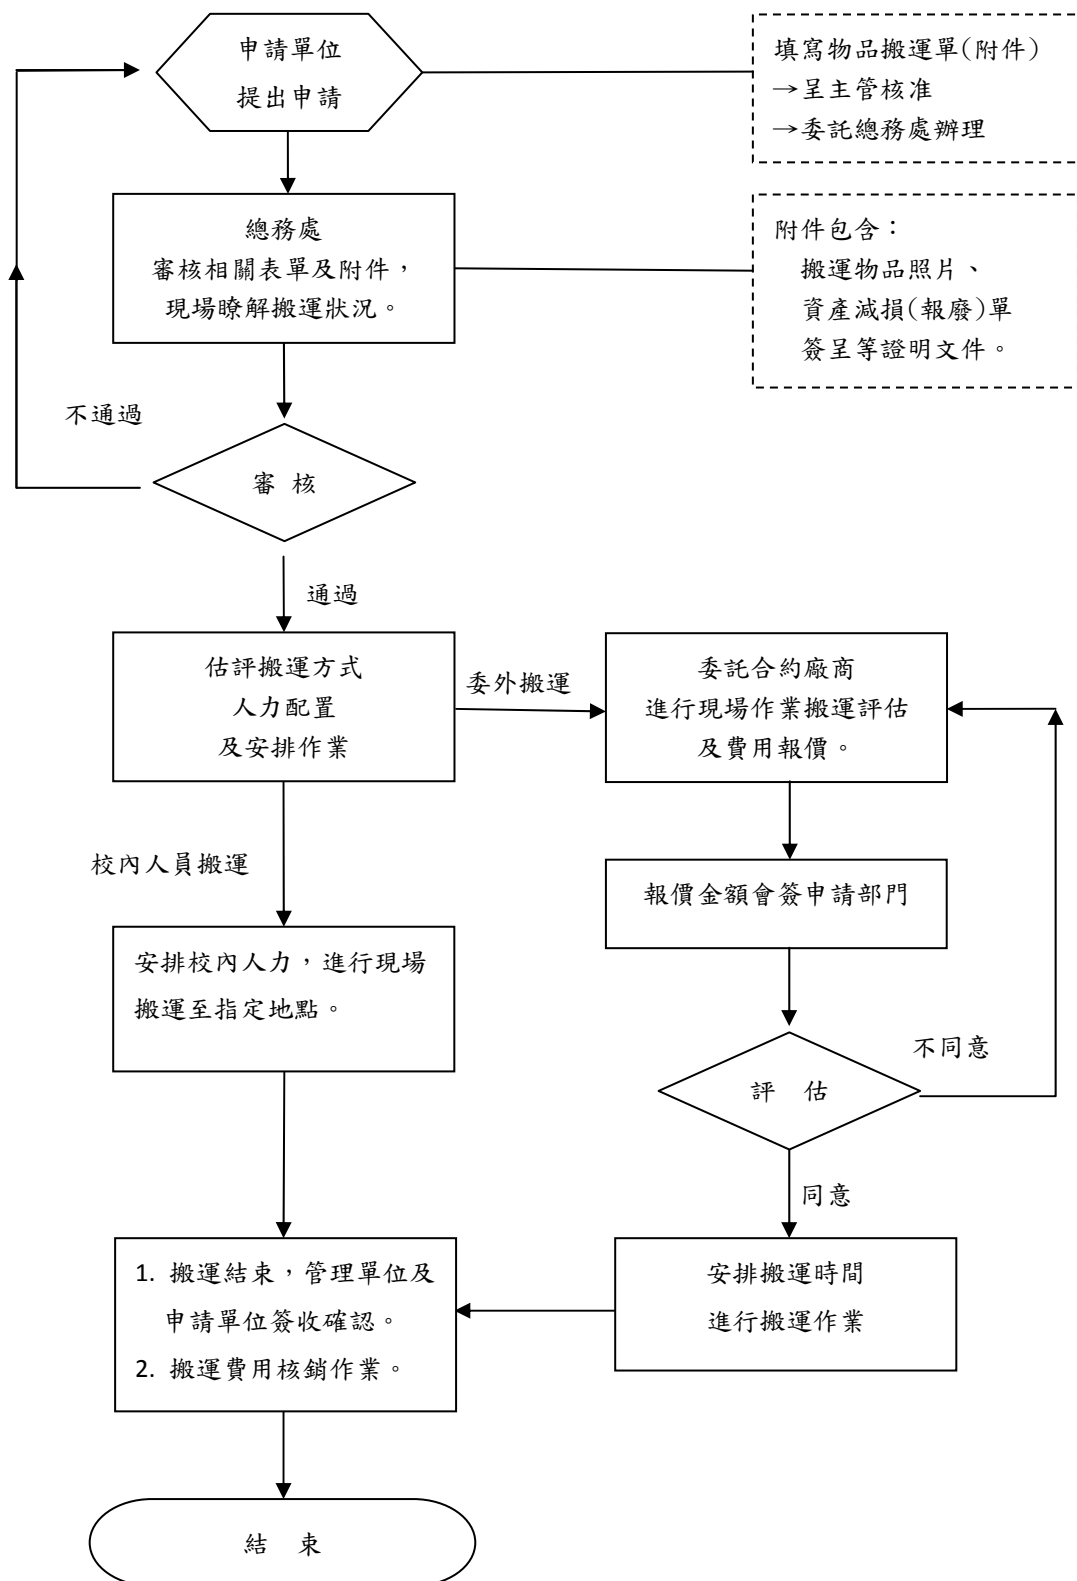 申請單位
提出申請
填寫物品搬運單(附件)
→呈主管核准
→委託總務處辦理
總務處
審核相關表單及附件，
現場瞭解搬運狀況。
附件包含：
搬運物品照片、
資產減損(報廢)單
簽呈等證明文件。
不通過
審 核
通過
估評搬運方式
人力配置
及安排作業
委外搬運
委託合約廠商
進行現場作業搬運評估
及費用報價。
校內人員搬運
報價金額會簽申請部門
安排校內人力，進行現場
搬運至指定地點。
不同意
評 估
同意
1. 搬運結束，管理單位及
申請單位簽收確認。
2. 搬運費用核銷作業。
安排搬運時間
進行搬運作業
結 束